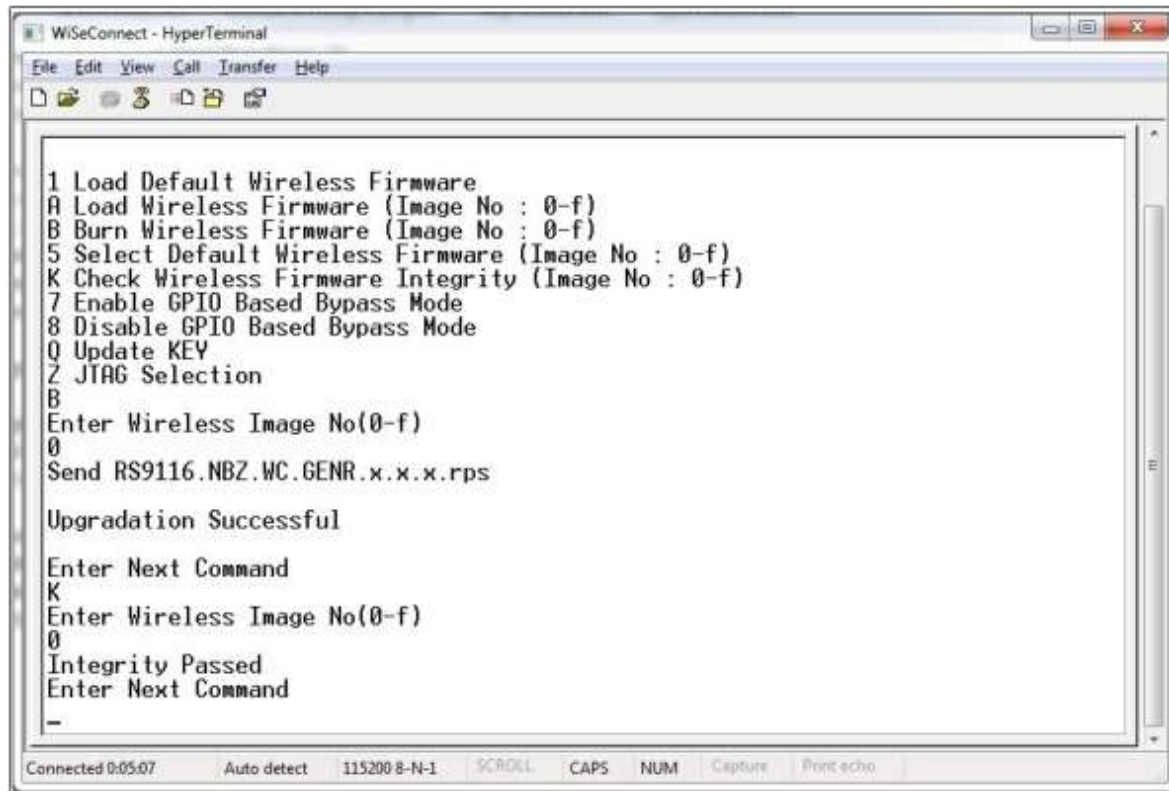 WiSeConnect - HyperTerminal
File Edit View Call Transfer Help
1 Load Default Wireless Firmware
A Load Wireless Firmware (Image No : 0-f)
B Burn Wireless Firmware (Image No : 0-f)
5 Select Default Wireless Firmware (Image No : 0-f)
K Check Wireless Firmware Integrity (Image No : 0-f)
7 Enable GPIO Based Bypass Mode
8 Disable GPIO Based Bypass Mode
Q Update KEY
Z JTAG Selection
B
Enter Wireless Image No(0-f)
0
Send RS9116.NBZ.WC.GENR.x.x.x.rps
Upgradation Successful
Enter Next Command
K
Enter Wireless Image No(0-f)
0
Integrity Passed
Enter Next Command
_
Connected 0:05:07 Auto detect 115200 8-N-1 SCROLL CAPS NUM Capture Print echo